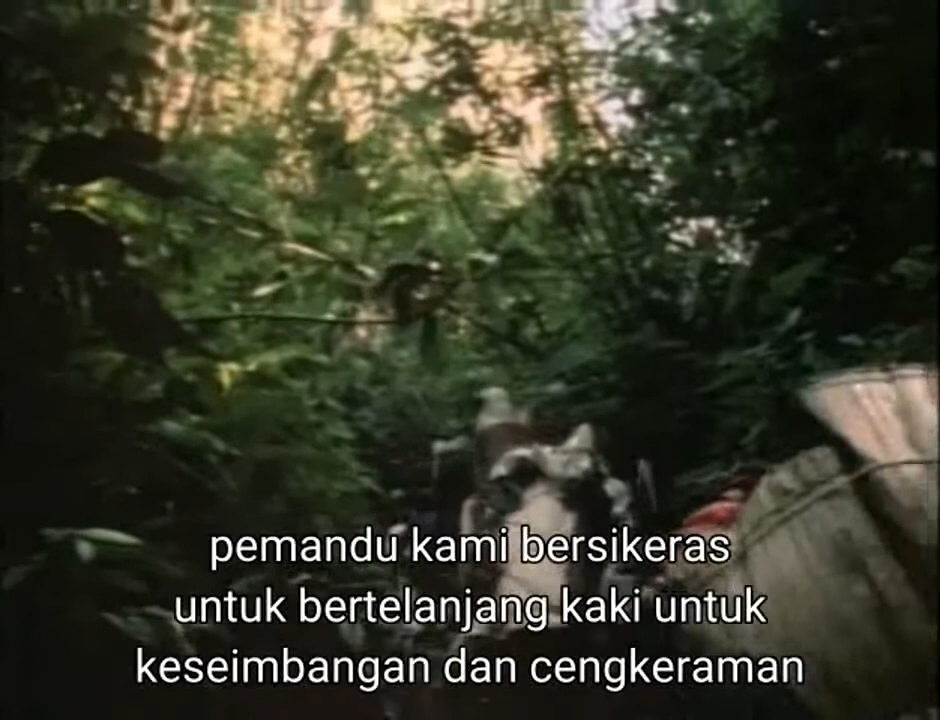 pemandu kami bersikeras
untuk bertelanjang kaki untuk
keseimbangan dan cengkeraman